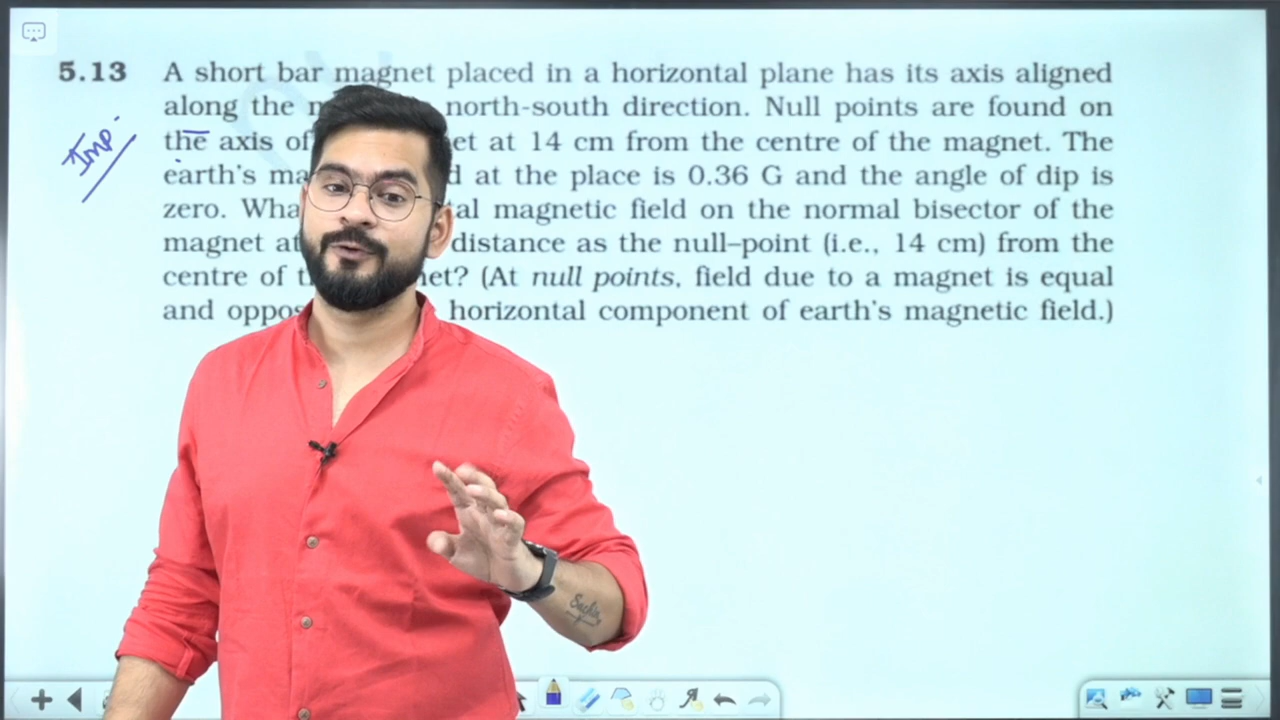 5.13 A short bar magnet placed in a horizontal plane has its axis aligned
along the north-south direction. Null points are found on
the axis of et at 14 cm from the centre of the magnet. The
earth's ma d at the place is 0.36 G and the angle of dip is
zero. Wha tal magnetic field on the normal bisector of the
magnet at distance as the null–point (i.e., 14 cm) from the
centre of t net? (At null points, field due to a magnet is equal
and oppos horizontal component of earth's magnetic field.)
Imp.
Sachin